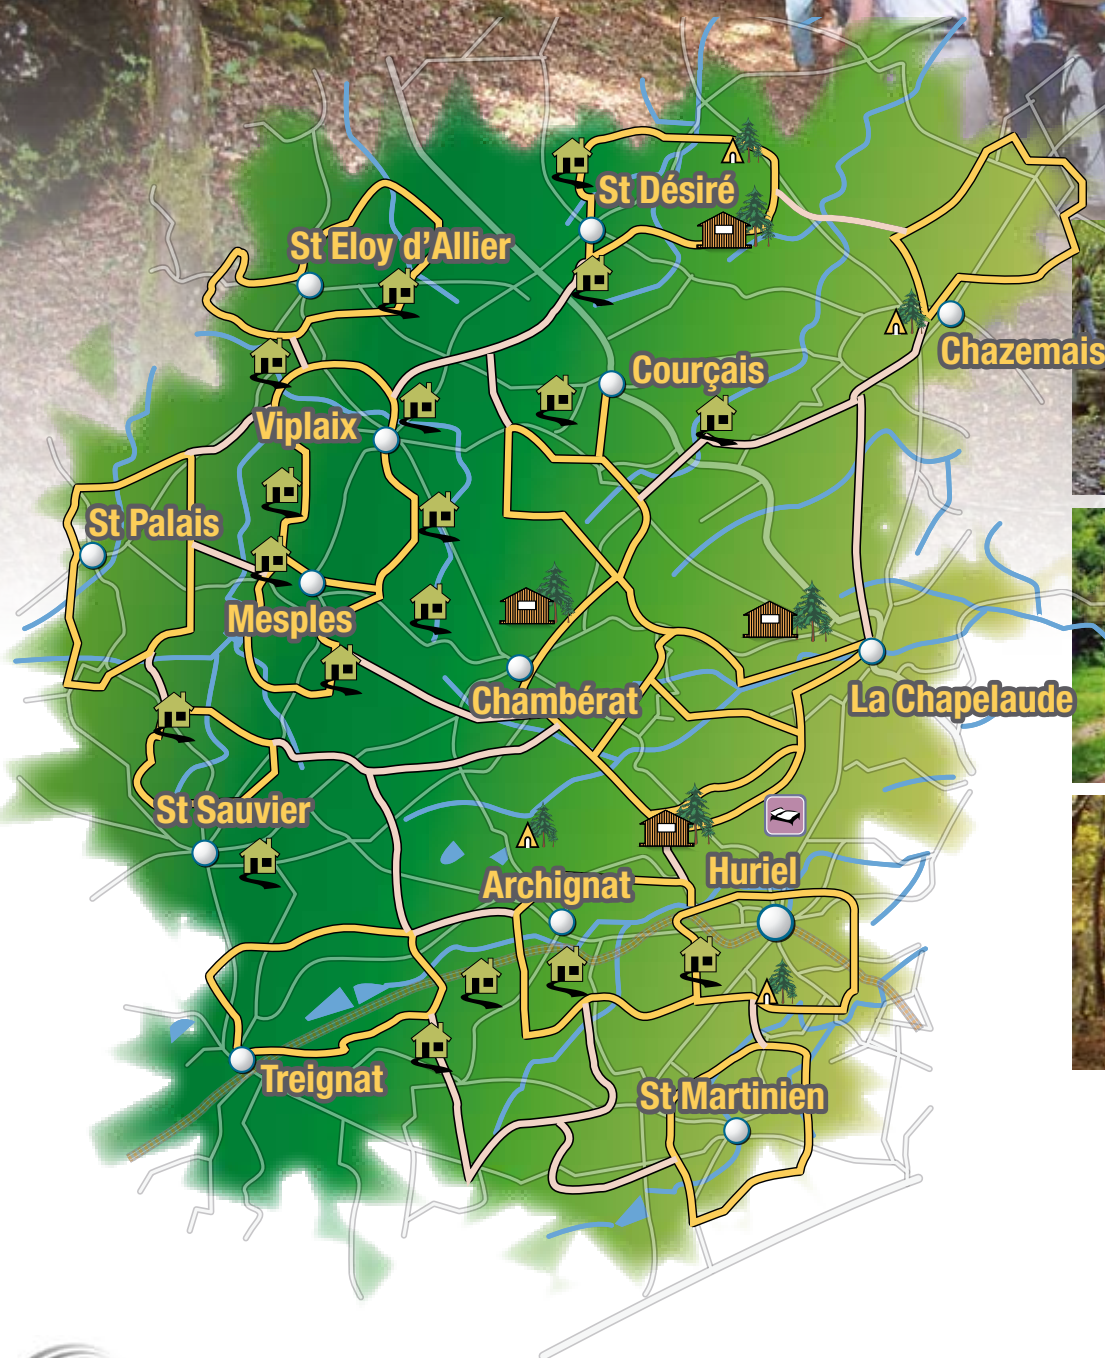 St Désiré
St Eloy d’Allier
Chazemais
Courçais
Viplaix
St Palais
Mesples
Chambérat
La Chapelaude
St Sauvier
Archignat
Huriel
Treignat
St Martinien